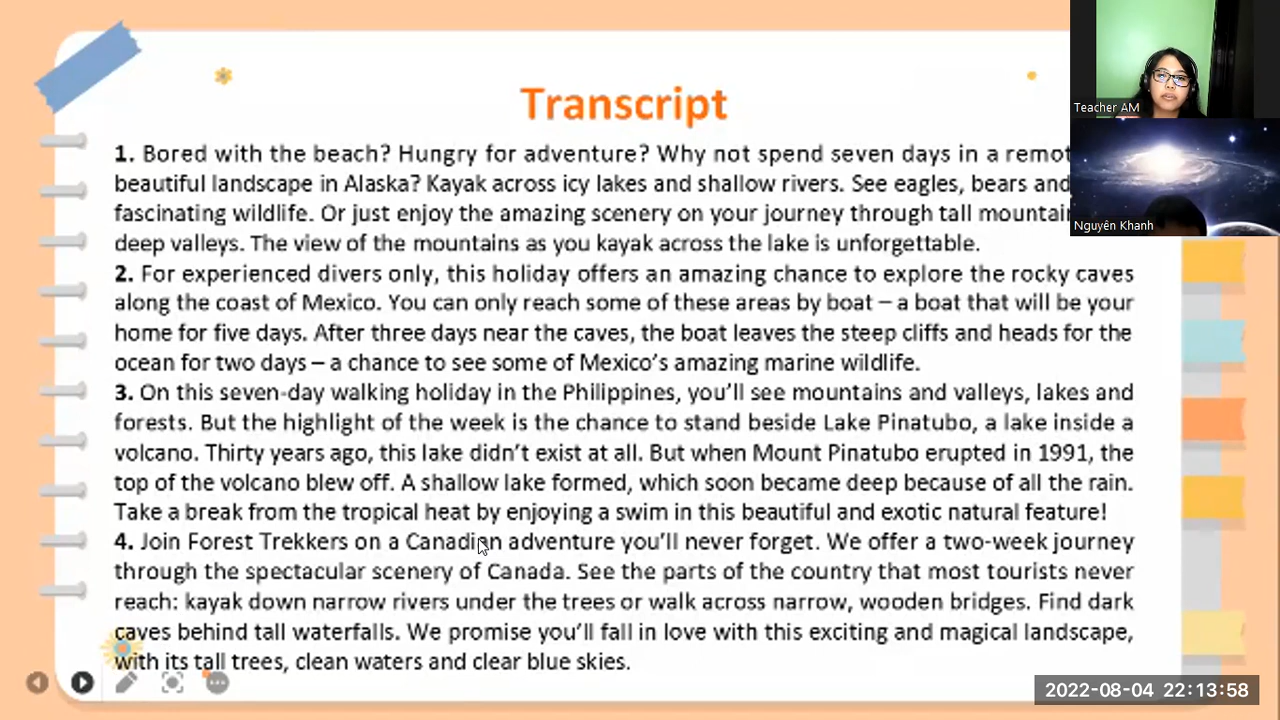 Transcript
1. Bored with the beach? Hungry for adventure? Why not spend seven days in a
beautiful landscape in Alaska? Kayak across icy lakes and shallow rivers. See eagles, bears and
fascinating wildlife. Or just enjoy the amazing scenery on your journey through tall
deep valleys. The view of the mountains as you kayak across the lake is unforgettable.
2. For experienced divers only, this holiday offers an amazing chance to explore the rocky caves
along the coast of Mexico. You can only reach some of these areas by boat – a boat that will be your
home for five days. After three days near the caves, the boat leaves the steep cliffs and heads for the
ocean for two days – a chance to see some of Mexico's amazing marine wildlife.
3. On this seven-day walking holiday in the Philippines, you'll see mountains and valleys, lakes and
forests. But the highlight of the week is the chance to stand beside Lake Pinatubo, a lake inside a
volcano. Thirty years ago, this lake didn't exist at all. But when Mount Pinatubo erupted in 1991, the
top of the volcano blew off. A shallow lake formed, which soon became deep because of all the rain.
Take a break from the tropical heat by enjoying a swim in this beautiful and exotic natural feature!
4. Join Forest Trekkers on a Canadian adventure you'll never forget. We offer a two-week journey
through the spectacular scenery of Canada. See the parts of the country that most tourists never
reach: kayak down narrow rivers under the trees or walk across narrow, wooden bridges. Find dark
caves behind tall waterfalls. We promise you'll fall in love with this exciting and magical landscape,
with its tall trees, clean waters and clear blue skies.
Teacher AM
Nguyên Khanh
2022-08-04 22:13:58